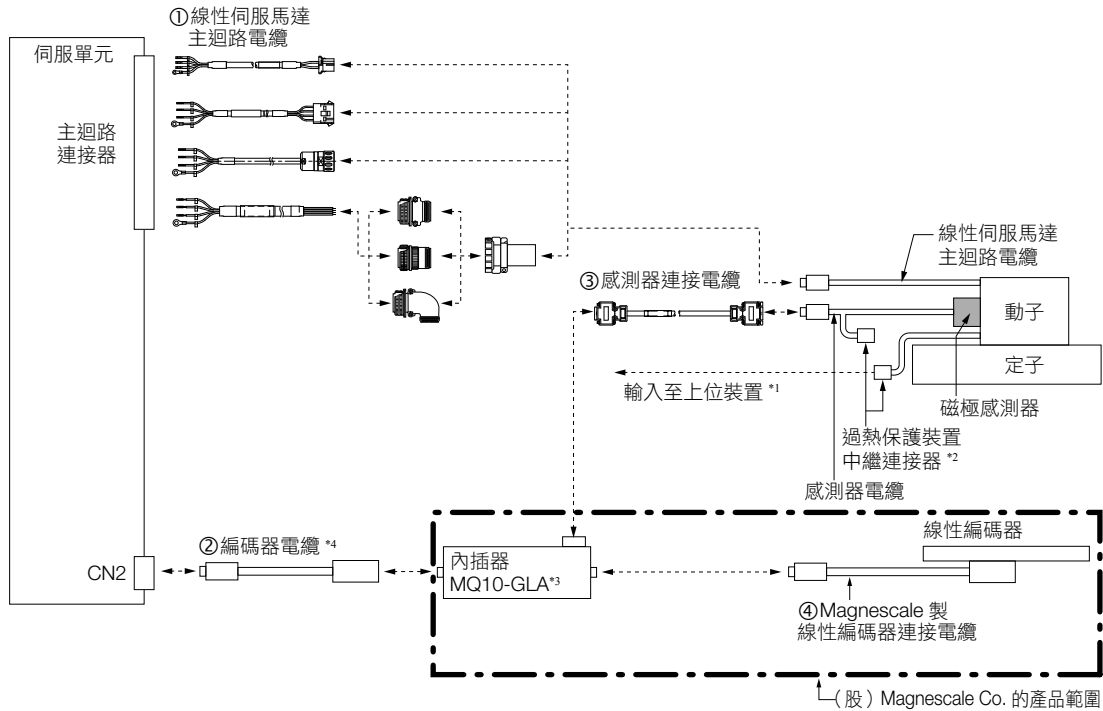 ①線性伺服馬達
主迴路電纜
伺服單元
主迴路
連接器
③感測器連接電纜
線性伺服馬達
主迴路電纜
動子
定子
輸入至上位裝置 *1
磁極感測器
過熱保護裝置
中繼連接器 *2
感測器電纜
②編碼器電纜 *4
CN2
內插器
MQ10-GLA*3
線性編碼器
④Magnescale 製
線性編碼器連接電纜
（股）Magnescale Co. 的產品範圍